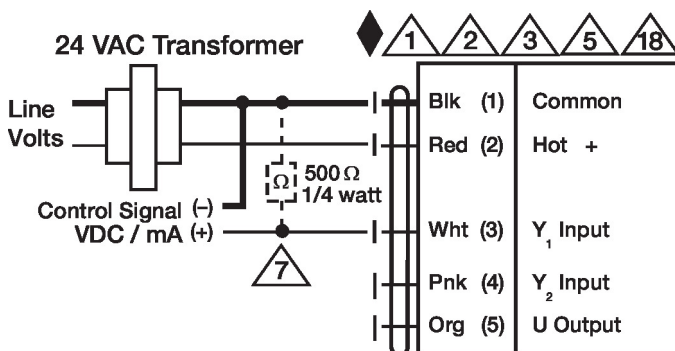 1 2 3 5 18
24 VAC Transformer
Line
Volts
Blk (1) Common
Red (2) Hot +
Ω 500 Ω
1/4 watt
Control Signal (–)
VDC / mA (+)
Wht (3) Y₁ Input
7
Pnk (4) Y₂ Input
Org (5) U Output